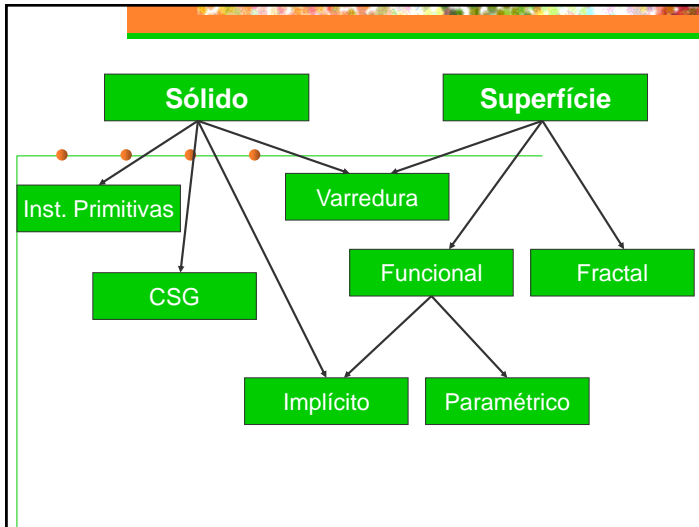 Sólido
Superfície
Inst. Primitivas
Varredura
CSG
Funcional
Fractal
Implícito
Paramétrico